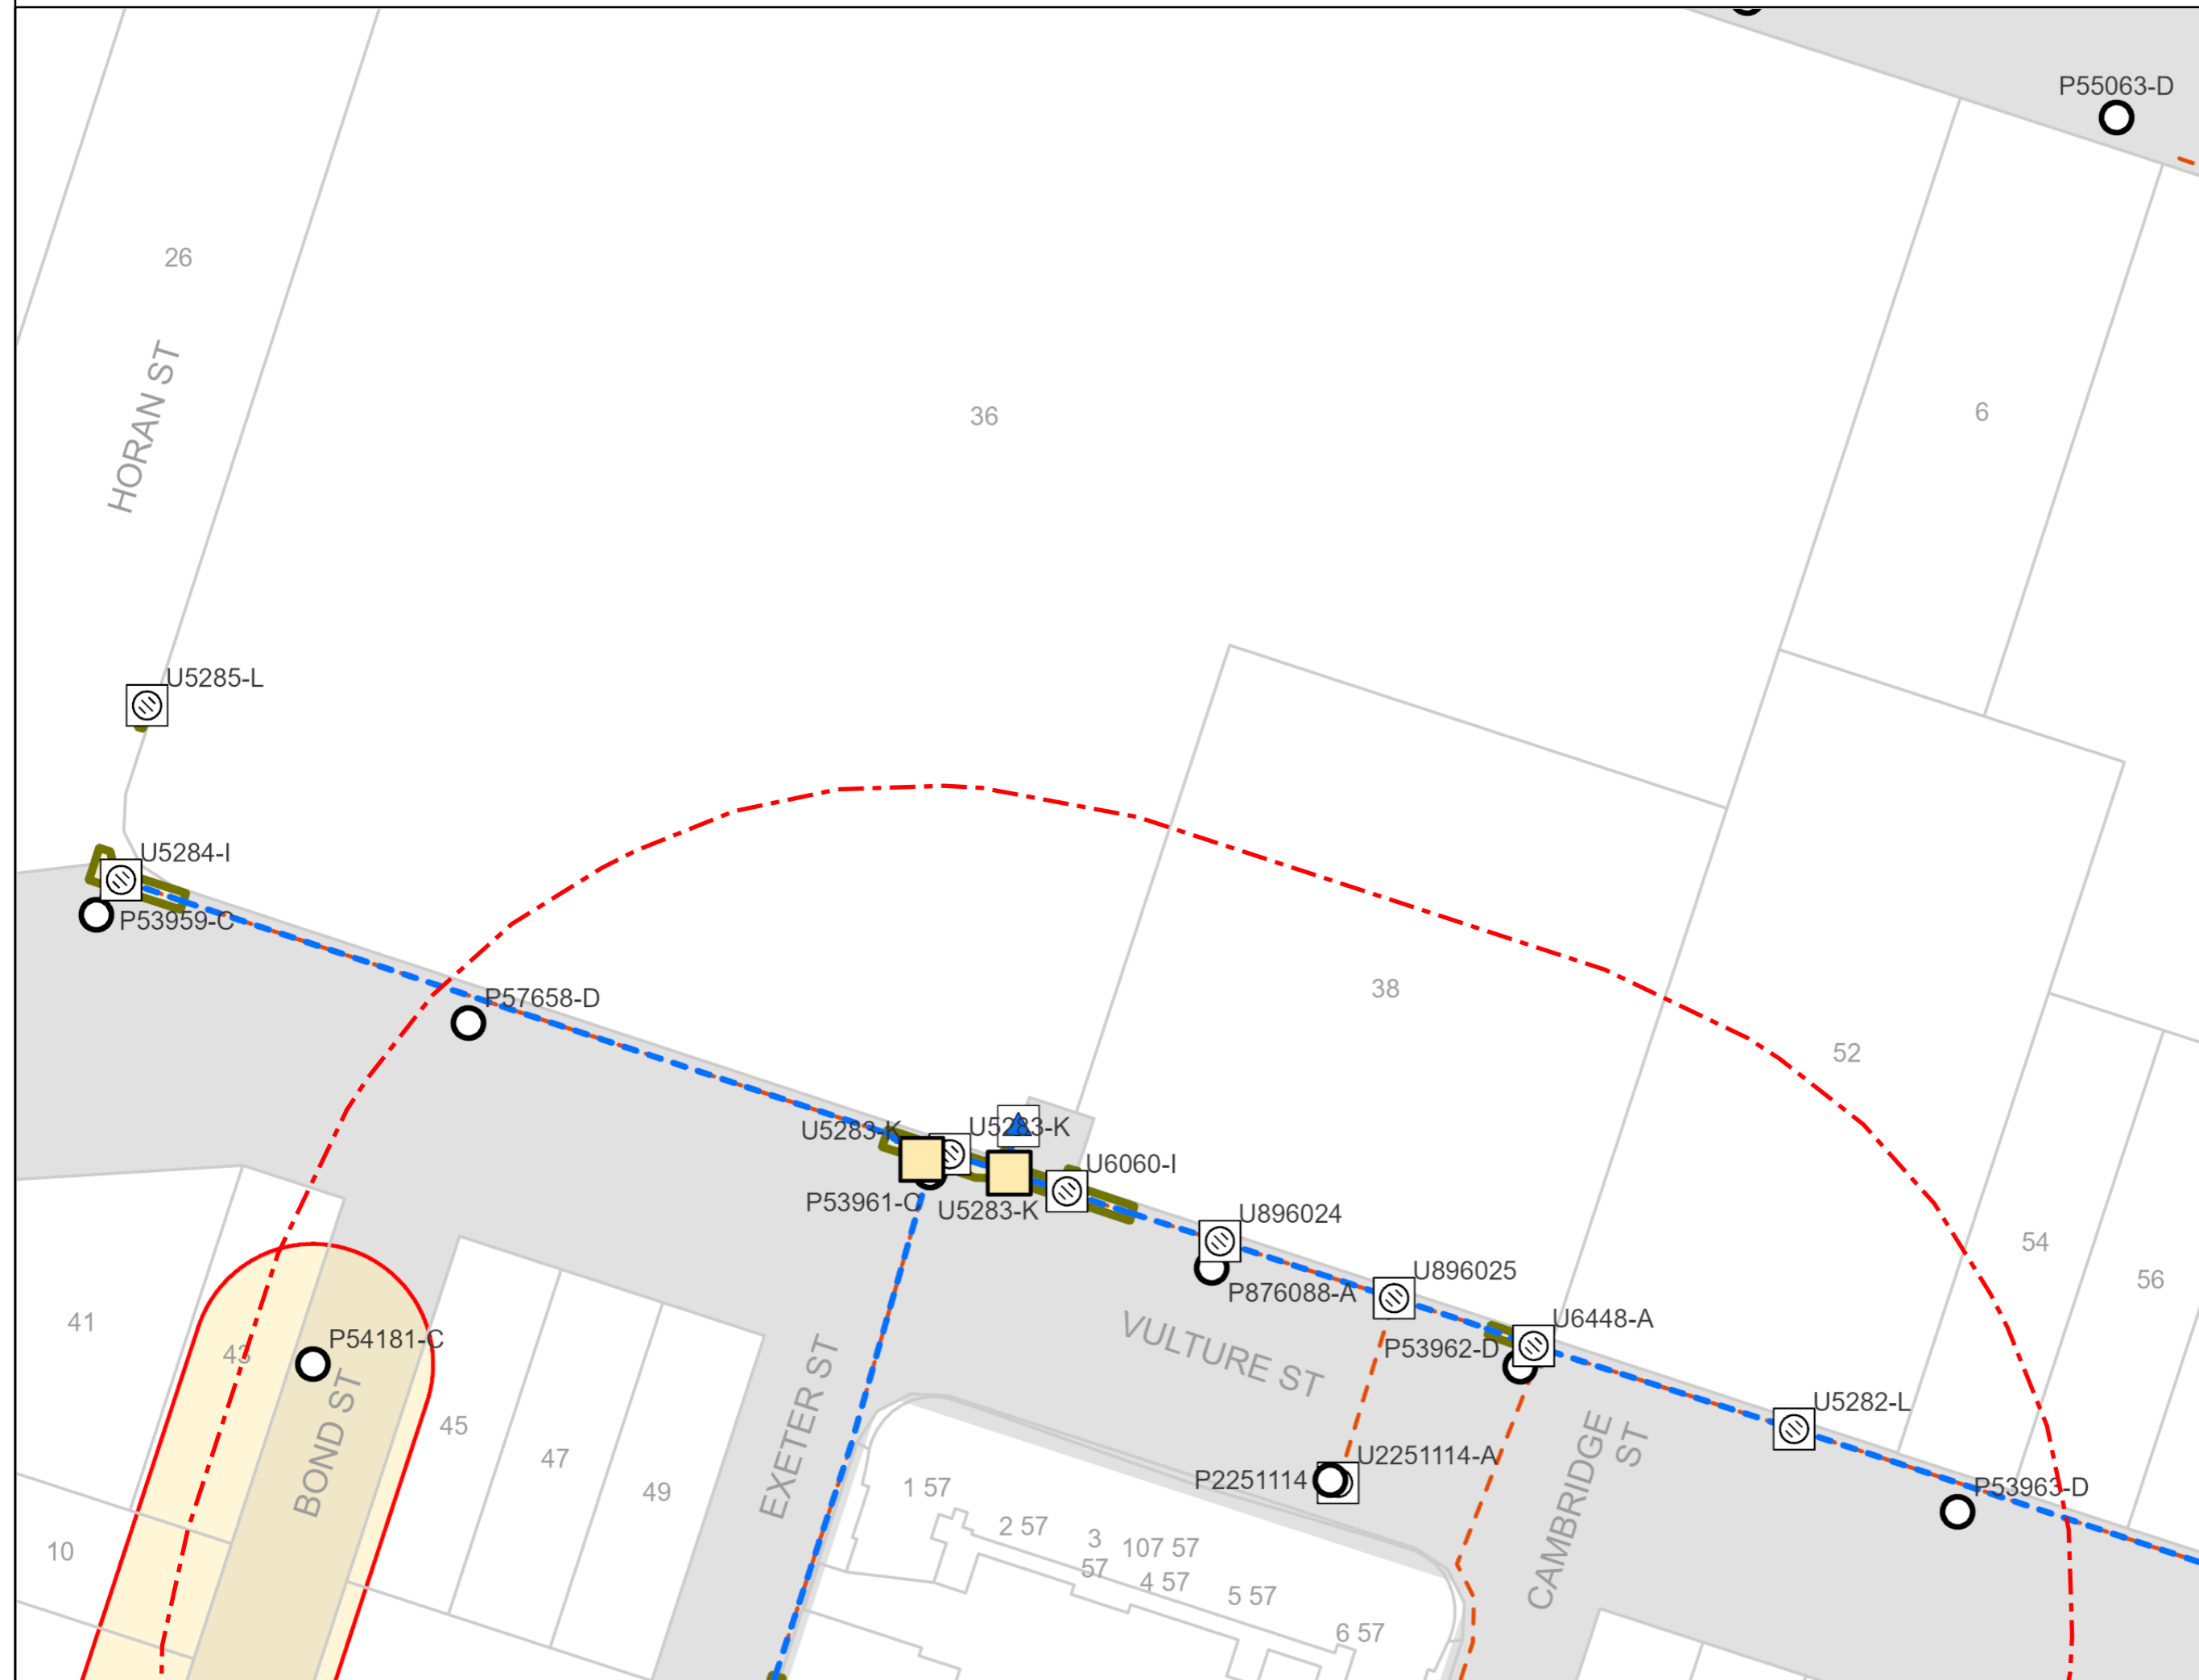 P55063-D
26
36
6
HORAN ST
U5285-L
U5284-I
P53959-C
P57658-D
38
52
U5283-K
U5283-K
U6060-I
P53961-C
U5283-K
U896024
54
U896025
P876088-A
56
41
P54181-C
43
VULTURE ST
U6448-A
P53962-D
U5282-L
BOND ST
45
EXETER ST
CAMBRIDGE
ST
47
U2251114-A
P2251114
1 57
49
P53963-D
2 57
3
57
107 57
10
4 57
5 57
6 57